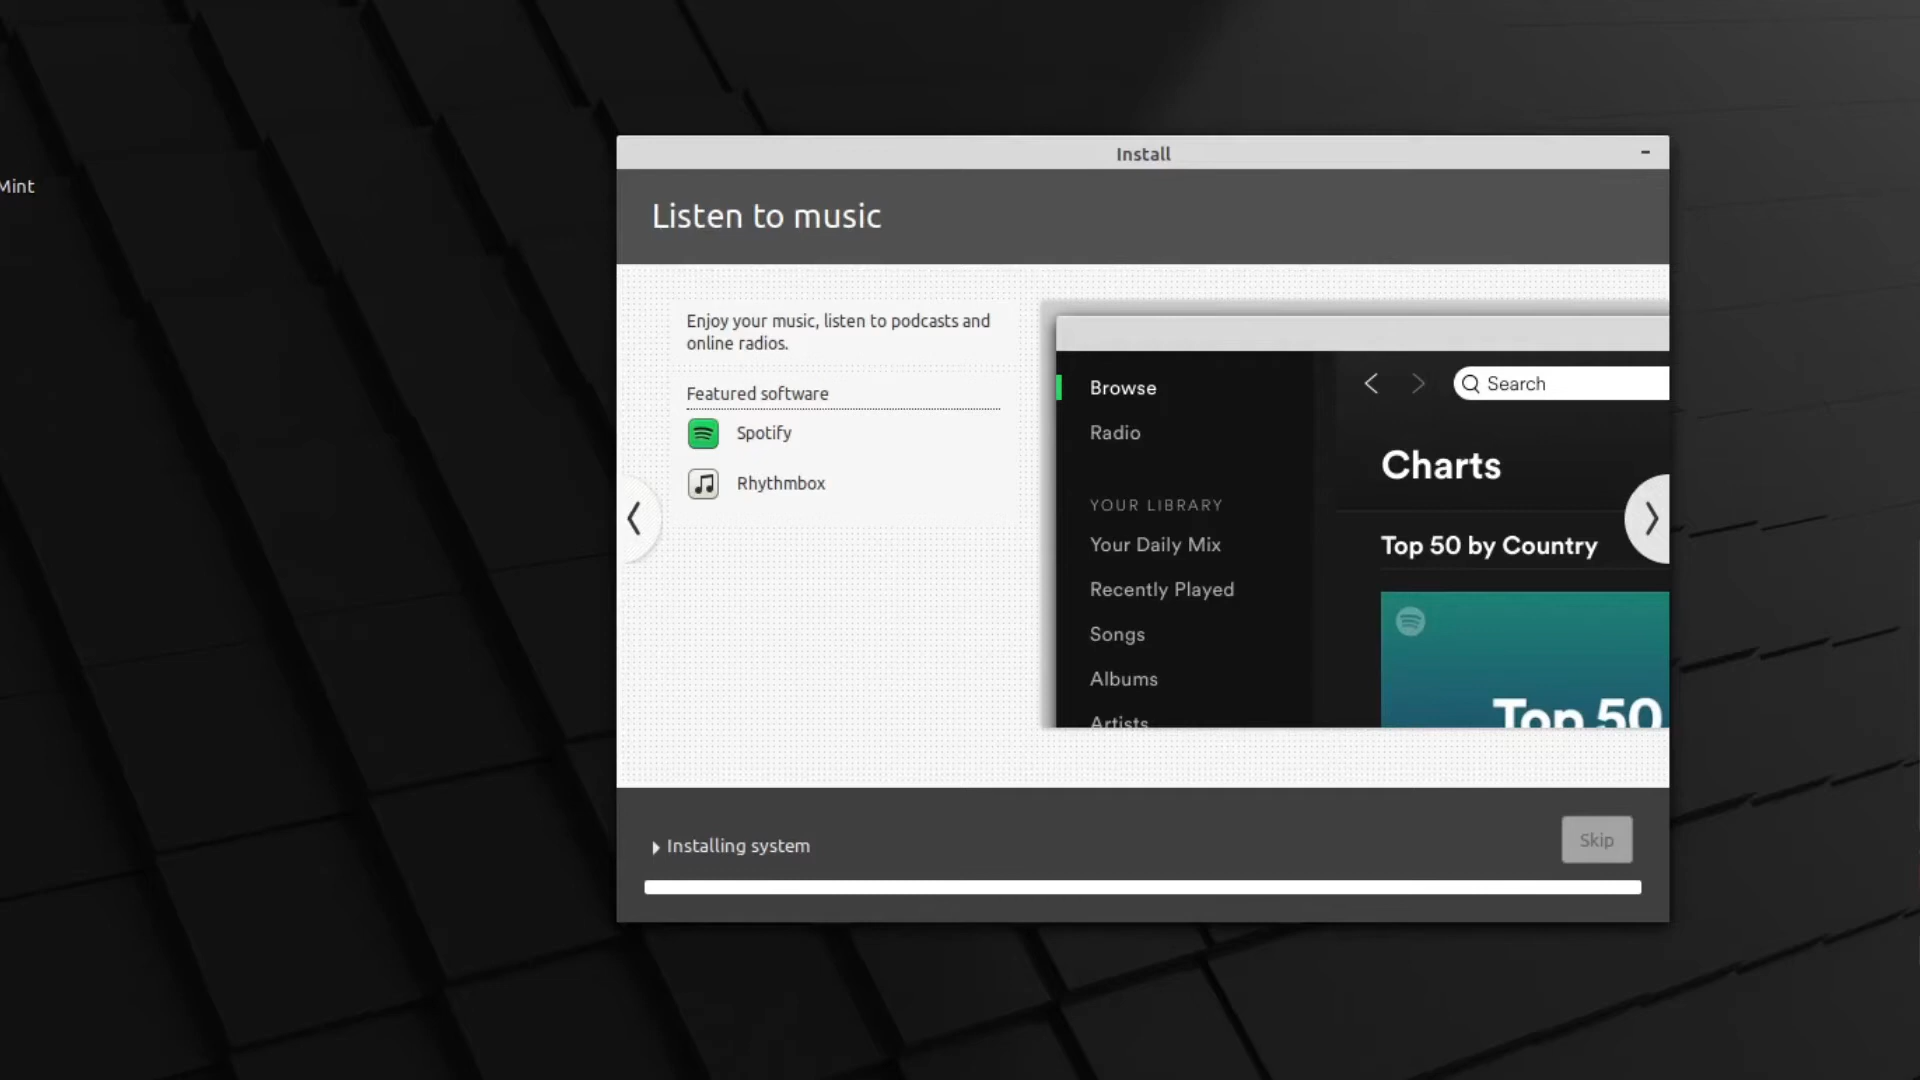 Mint
Install
Listen to music
Enjoy your music, listen to podcasts and
online radios.
Featured software
Spotify
Rhythmbox
Browse
Radio
YOUR LIBRARY
Your Daily Mix
Recently Played
Songs
Albums
Artists
Search
Charts
Top 50 by Country
Top 50
Installing system
Skip